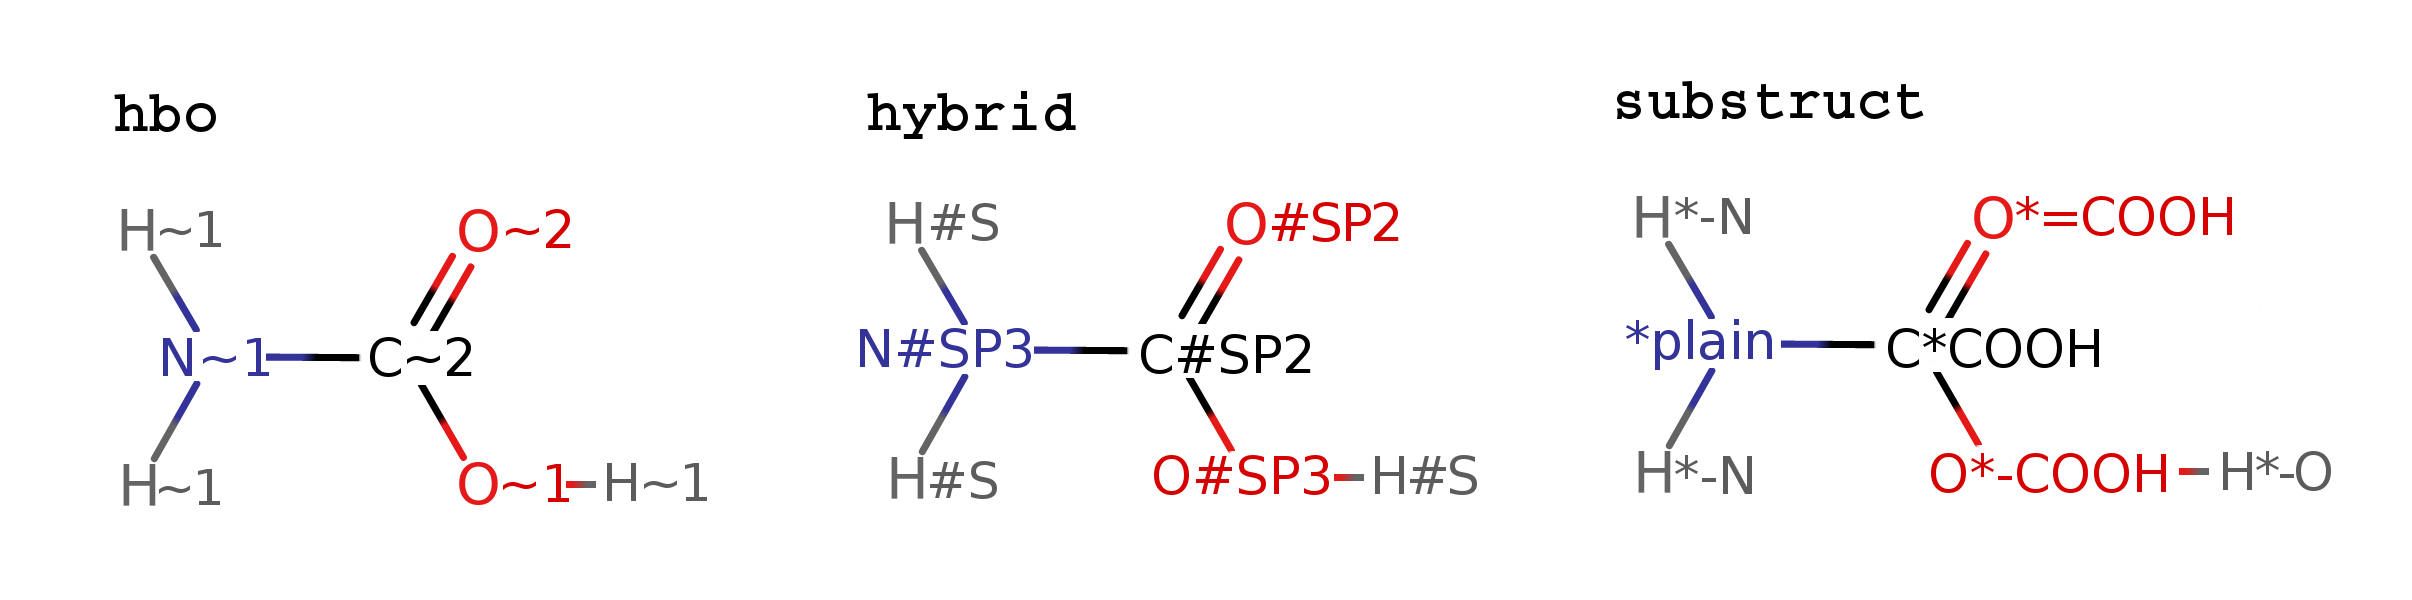 hbo
H~1
O~2
N~1
C~2
H~1
O~1
H~1
hybrid
H#S
O#SP2
N#SP3
C#SP2
H#S
O#SP3
H#S
substruct
H*-N
O*=COOH
*plain
C*COOH
H*-N
O*-COOH
H*-O